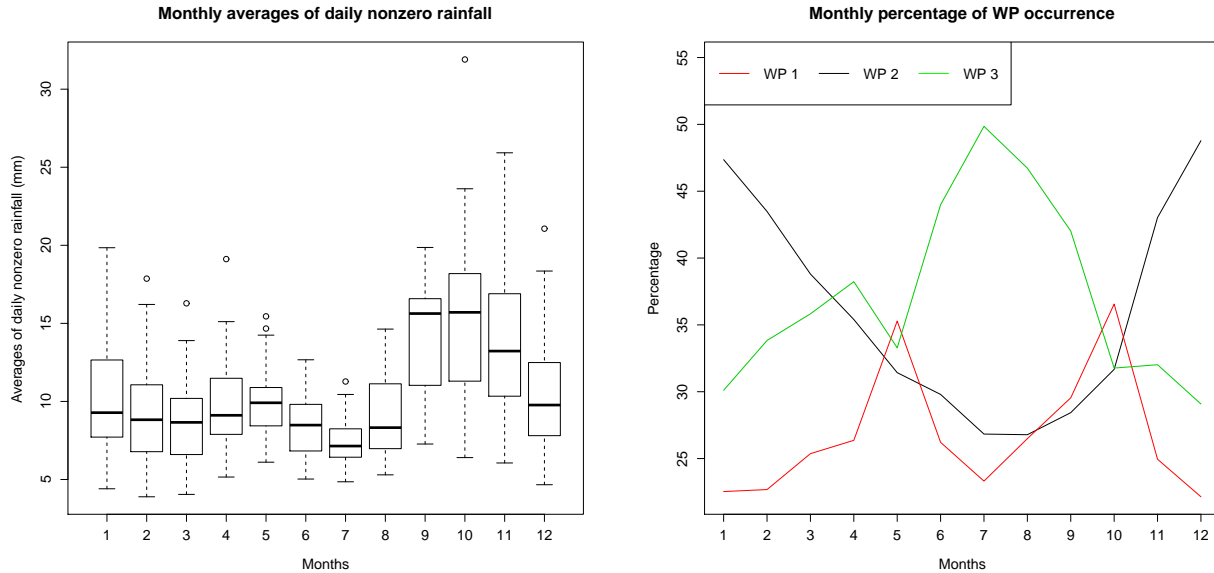 Monthly averages of daily nonzero rainfall
Averages of daily nonzero rainfall (mm)
30
25
20
15
10
5
1 2 3 4 5 6 7 8 9 10 11 12
Months
Monthly percentage of WP occurrence
WP 1 WP 2 WP 3
Percentage
55
50
45
40
35
30
25
1 2 3 4 5 6 7 8 9 10 11 12
Months